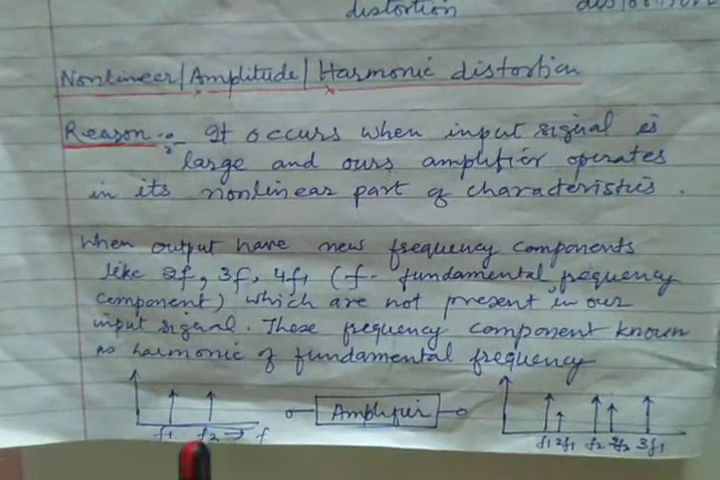 distortion
Nonlinear/Amplitude/Harmonic distortion
Reason:- It occurs when input signal is
large and ours amplifier operates
in its nonlinear part of characteristics.
When output have new frequency components
like 2f, 3f, 4f, (f- fundamental frequency
component) which are not present in our
input signal. These frequency component known
as harmonic of fundamental frequency
f1 f2 → f
Amplifier
f1 2f1 f2 2f2 3f1